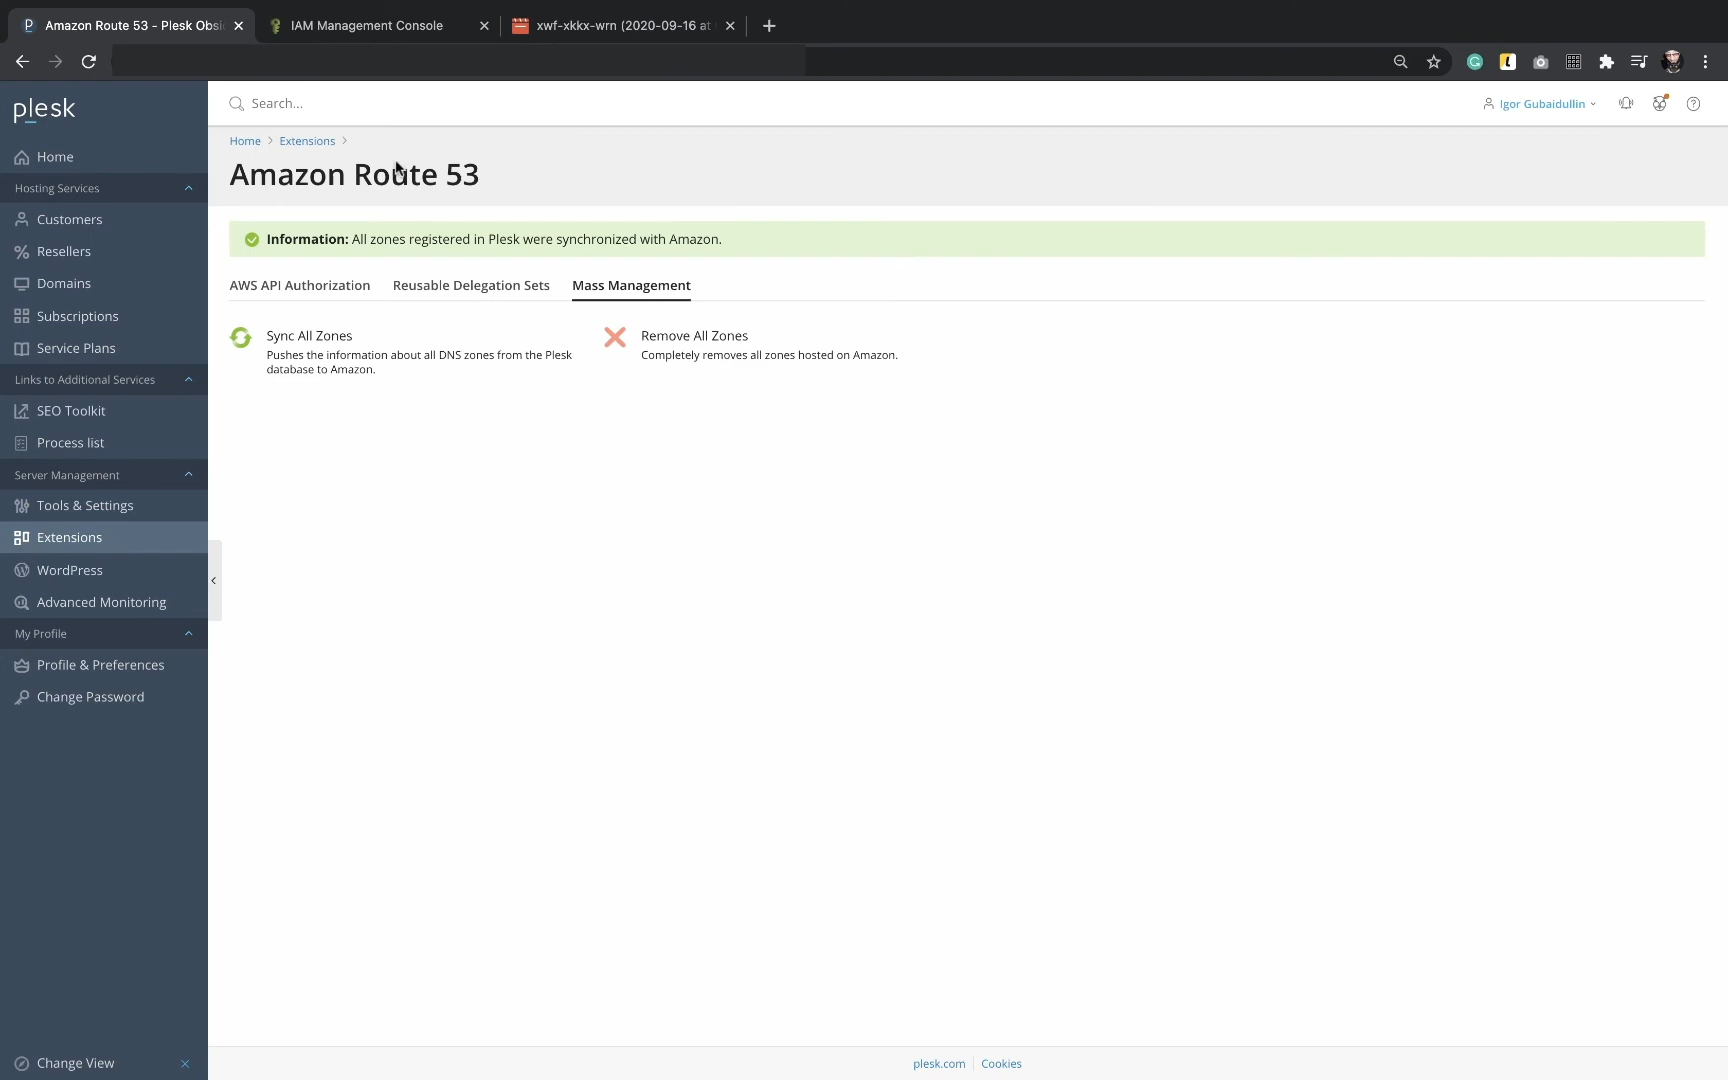 Amazon Route 53 - Plesk Obsi
IAM Management Console
xwf-xkkx-wrn (2020-09-16 at
plesk
Search...
Igor Gubaidullin
Home
Hosting Services
Customers
Resellers
Domains
Subscriptions
Service Plans
Links to Additional Services
SEO Toolkit
Process list
Server Management
Tools & Settings
Extensions
WordPress
Advanced Monitoring
My Profile
Profile & Preferences
Change Password
Change View
Home > Extensions >
Amazon Route 53
Information: All zones registered in Plesk were synchronized with Amazon.
AWS API Authorization
Reusable Delegation Sets
Mass Management
Sync All Zones
Pushes the information about all DNS zones from the Plesk
database to Amazon.
Remove All Zones
Completely removes all zones hosted on Amazon.
plesk.com
Cookies